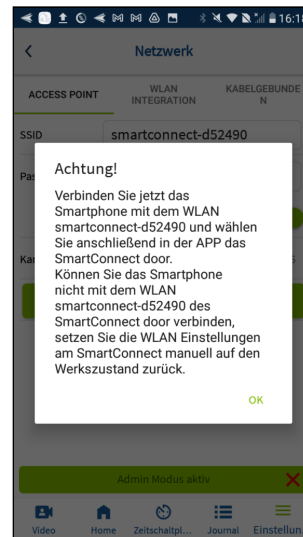 16:18
Netzwerk
ACCESS POINT
WLAN
INTEGRATION
KABELGEBUNDE
N
SSID
smartconnect-d52490
Achtung!
Verbinden Sie jetzt das
Smartphone mit dem WLAN
smartconnect-d52490 und wählen
Sie anschließend in der APP das
SmartConnect door.
Können Sie das Smartphone
nicht mit dem WLAN
smartconnect-d52490 des
SmartConnect door verbinden,
setzen Sie die WLAN Einstellungen
am SmartConnect manuell auf den
Werkszustand zurück.
OK
Admin Modus aktiv
Video
Home
Zeitschaltpl...
Journal
Einstellun